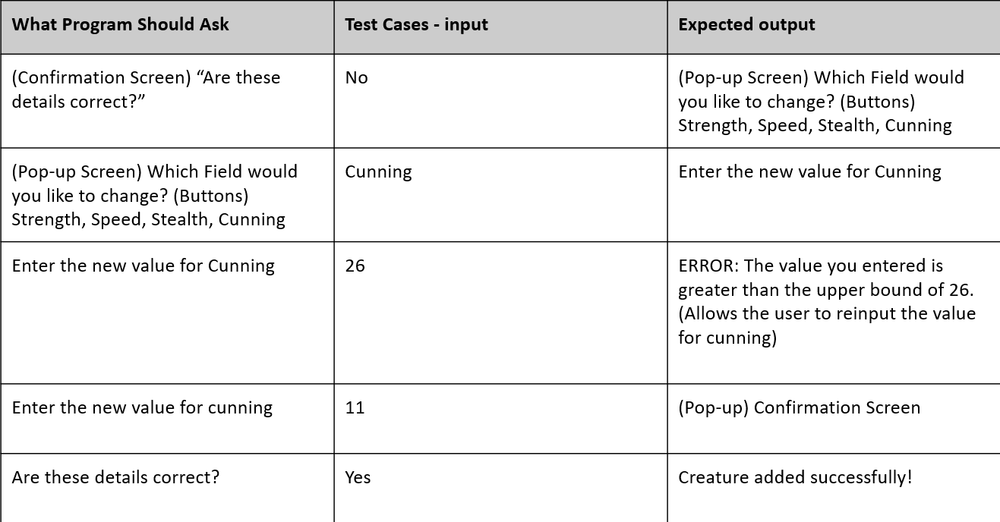 What Program Should Ask
Test Cases - input
Expected output
(Confirmation Screen) “Are these
details correct?”
No
(Pop-up Screen) Which Field would
you like to change? (Buttons)
Strength, Speed, Stealth, Cunning
(Pop-up Screen) Which Field would
you like to change? (Buttons)
Strength, Speed, Stealth, Cunning
Cunning
Enter the new value for Cunning
Enter the new value for Cunning
26
ERROR: The value you entered is
greater than the upper bound of 26.
(Allows the user to reinput the value
for cunning)
Enter the new value for cunning
11
(Pop-up) Confirmation Screen
Are these details correct?
Yes
Creature added successfully!